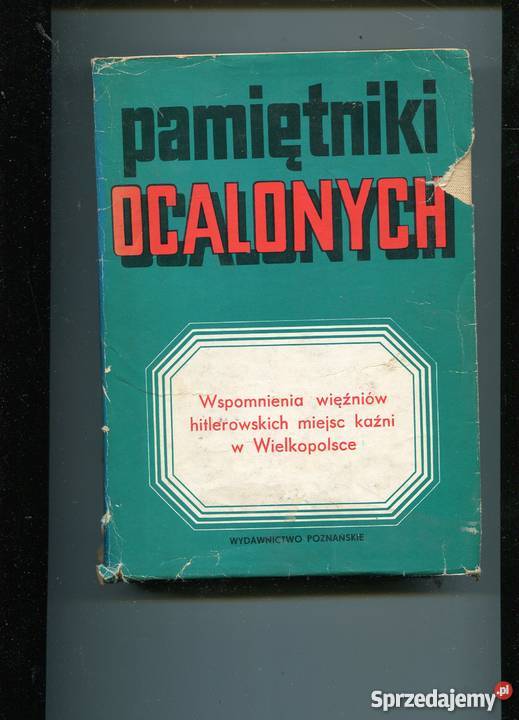 pamiętniki
OCALONYCH
Wspomnienia więźniów
hitlerowskich miejsc kaźni
w Wielkopolsce
WYDAWNICTWO POZNAŃSKIE
Sprzedajemy.pl